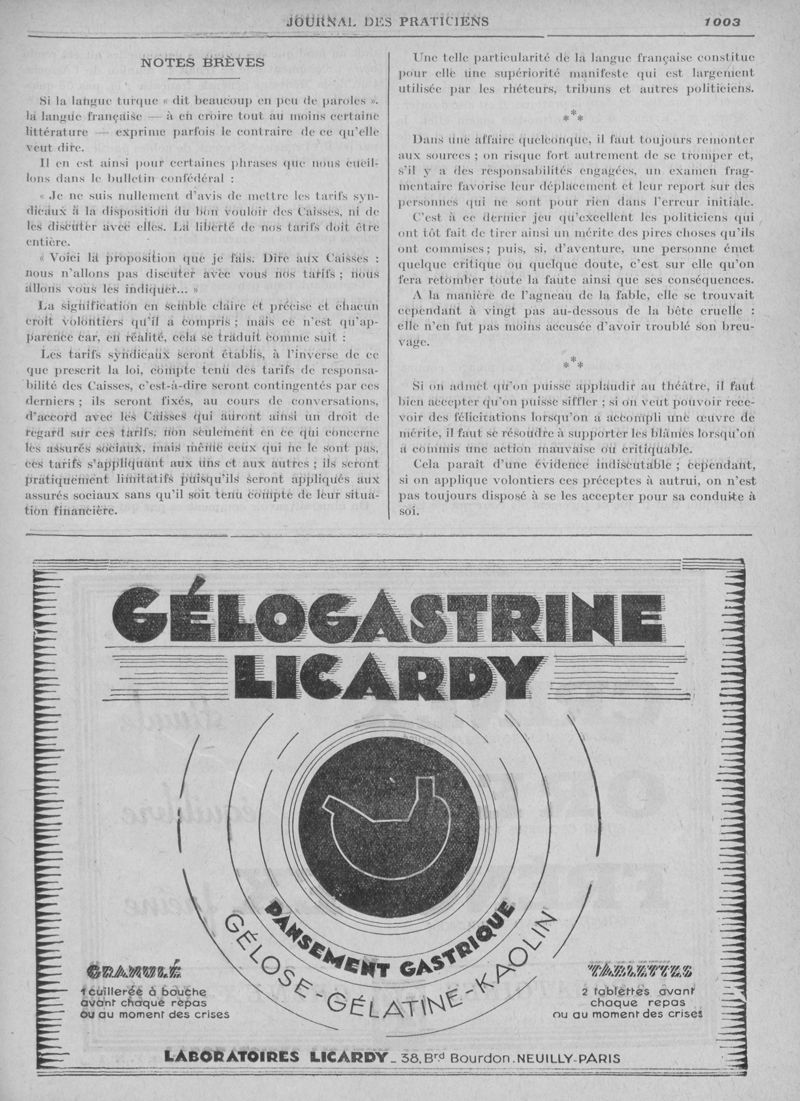 JOURNAL DES PRATICIENS 1003
NOTES BRÈVES
Si la langue turque « dit beaucoup en peu de paroles ».
la langue française — à en croire tout au moins certaine
littérature — exprime parfois le contraire de ce qu'elle
veut dire.
Il en est ainsi pour certaines phrases que nous cueil-
lons dans le bulletin confédéral :
« Je ne suis nullement d'avis de mettre les tarifs syn-
dicaux à la disposition du bon vouloir des Caisses, ni de
les discuter avec elles. La liberté de nos tarifs doit être
entière.
« Voici la proposition que je fais. Dire aux Caisses :
nous n'allons pas discuter avec vous nos tarifs ; nous
allons vous les indiquer... »
La signification en semble claire et précise et chacun
croit volontiers qu'il a compris ; mais ce n'est qu'ap-
parence car, en réalité, cela se traduit comme suit :
Les tarifs syndicaux seront établis, à l'inverse de ce
que prescrit la loi, compte tenu des tarifs de responsa-
bilité des Caisses, c'est-à-dire seront contingentés par ces
derniers ; ils seront fixés, au cours de conversations,
d'accord avec les Caisses qui auront ainsi un droit de
regard sur ces tarifs, non seulement en ce qui concerne
les assurés sociaux, mais même ceux qui ne le sont pas,
ces tarifs s'appliquant aux uns et aux autres ; ils seront
pratiquement limitatifs puisqu'ils seront appliqués aux
assurés sociaux sans qu'il soit tenu compte de leur situa-
tion financière.
Une telle particularité de la langue française constitue
pour elle une supériorité manifeste qui est largement
utilisée par les rhéteurs, tribuns et autres politiciens.
***
Dans une affaire quelconque, il faut toujours remonter
aux sources ; on risque fort autrement de se tromper et,
s'il y a des responsabilités engagées, un examen frag-
mentaire favorise leur déplacement et leur report sur des
personnes qui ne sont pour rien dans l'erreur initiale.
C'est à ce dernier jeu qu'excellent les politiciens qui
ont tôt fait de tirer ainsi un mérite des pires choses qu'ils
ont commises ; puis, si, d'aventure, une personne émet
quelque critique ou quelque doute, c'est sur elle qu'on
fera retomber toute la faute ainsi que ses conséquences.
A la manière de l'agneau de la fable, elle se trouvait
cependant à vingt pas au-dessous de la bête cruelle :
elle n'en fut pas moins accusée d'avoir troublé son breu-
vage.
***
Si on admet qu'on puisse applaudir au théâtre, il faut
bien accepter qu'on puisse siffler ; si on veut pouvoir rece-
voir des félicitations lorsqu'on a accompli une œuvre de
mérite, il faut se résoudre à supporter les blâmes lorsqu'on
a commis une action mauvaise ou critiquable.
Cela paraît d'une évidence indiscutable ; cependant,
si on applique volontiers ces préceptes à autrui, on n'est
pas toujours disposé à se les accepter pour sa conduite à
soi.
GÉLOGASTRINE
LICARDY
PANSEMENT GASTRIQUE
GÉLOSE-GÉLATINE-KAOLIN
GRANULÉ
1 cuillerée à bouche
avant chaque repas
ou au moment des crises
TABLETTES
2 tablettes avant
chaque repas
ou au moment des crises
LABORATOIRES LICARDY_38, Brd Bourdon.NEUILLY-PARIS